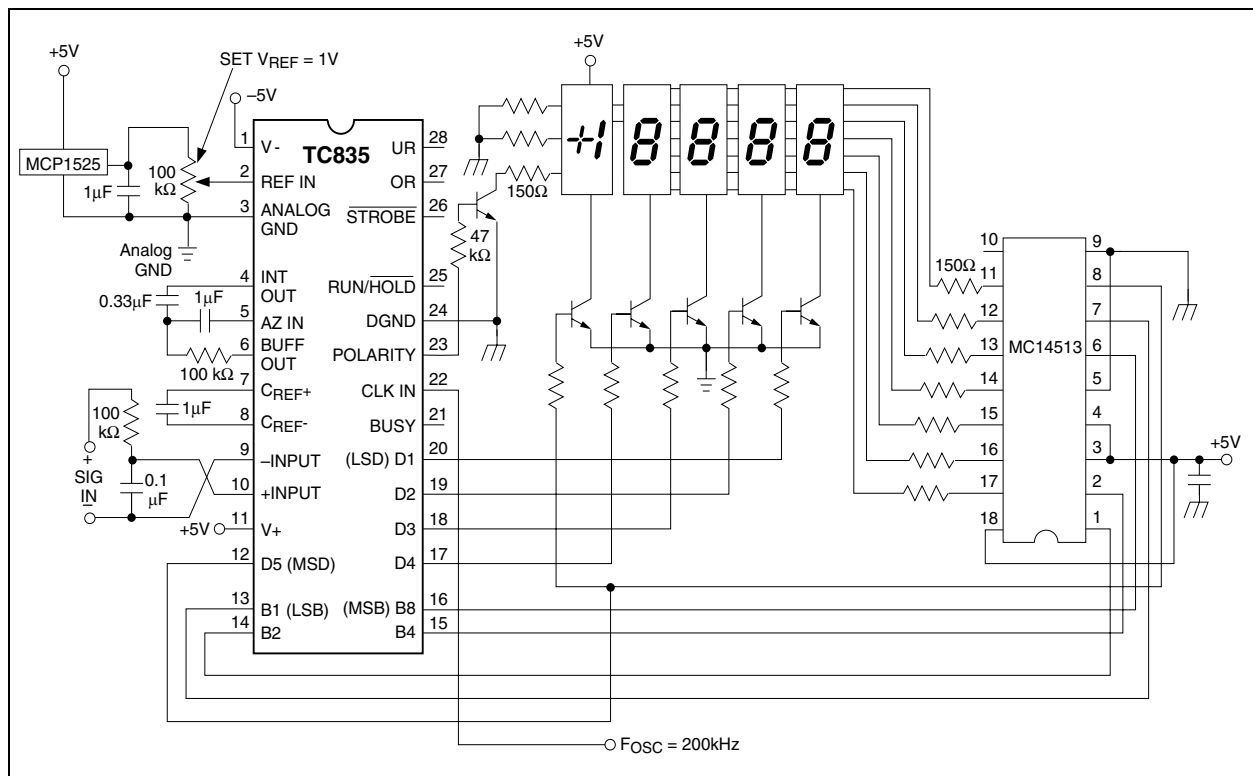 +5V
SET VREF = 1V
–5V
MCP1525
1μF
100
kΩ
Analog
GND
TC835
1
V-
2
REF IN
3
ANALOG
GND
4
INT
OUT
5
AZ IN
6
BUFF
OUT
7
CREF+
8
CREF-
9
–INPUT
10
+INPUT
11
V+
12
D5 (MSD)
13
B1 (LSB)
14
B2
28
UR
27
OR
26
STROBE
25
RUN/HOLD
24
DGND
23
POLARITY
22
CLK IN
21
BUSY
20
(LSD) D1
19
D2
18
D3
17
D4
16
(MSB) B8
15
B4
0.33μF
1μF
100 kΩ
1μF
100
kΩ
+
SIG
IN
–
0.1
μF
+5V
47
kΩ
150Ω
+5V
+1
8
8
8
8
150Ω
MC14513
10
11
12
13
14
15
16
17
18
9
8
7
6
5
4
3
2
1
+5V
FOSC = 200kHz